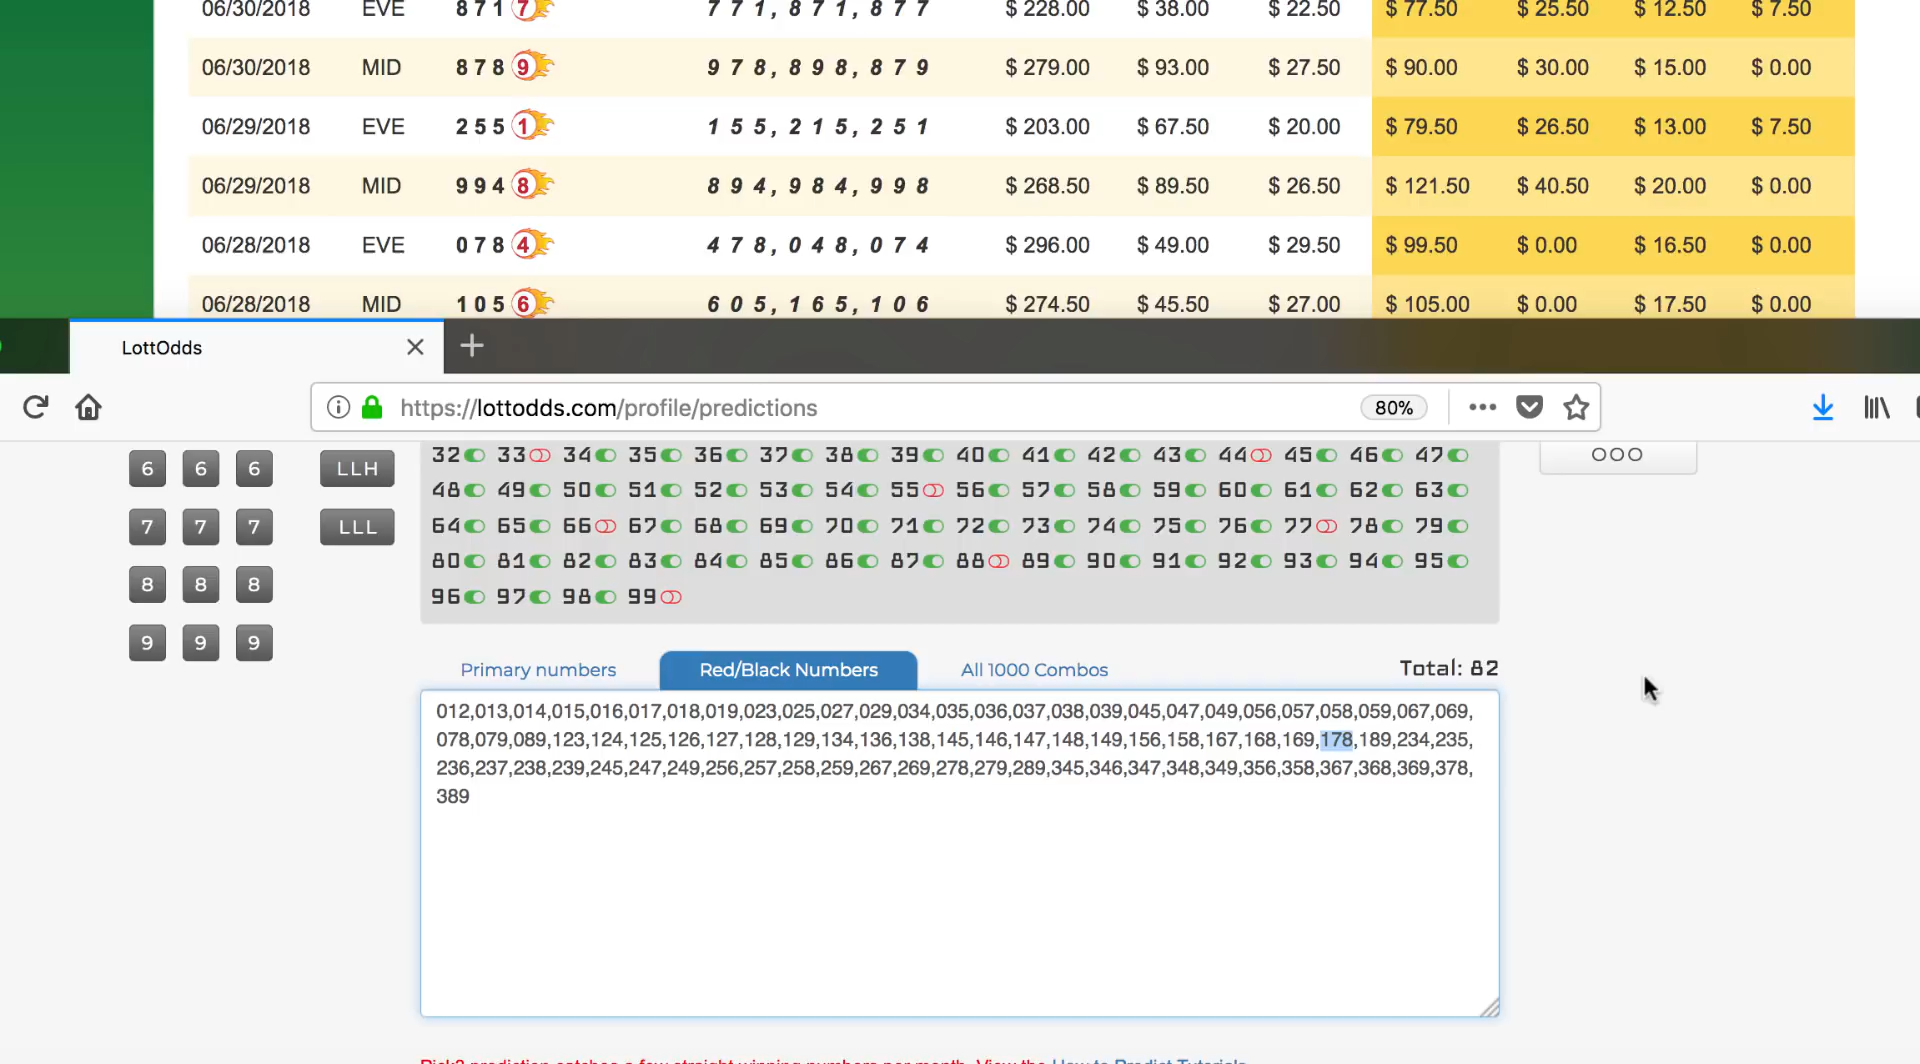 06/30/2018 EVE 8 7 1 7 7 7 1 , 8 7 1 , 8 7 7 $ 228.00 $ 38.00 $ 22.50 $ 77.50 $ 25.50 $ 12.50 $ 7.50
06/30/2018 MID 8 7 8 9 9 7 8 , 8 9 8 , 8 7 9 $ 279.00 $ 93.00 $ 27.50 $ 90.00 $ 30.00 $ 15.00 $ 0.00
06/29/2018 EVE 2 5 5 1 1 5 5 , 2 1 5 , 2 5 1 $ 203.00 $ 67.50 $ 20.00 $ 79.50 $ 26.50 $ 13.00 $ 7.50
06/29/2018 MID 9 9 4 8 8 9 4 , 9 8 4 , 9 9 8 $ 268.50 $ 89.50 $ 26.50 $ 121.50 $ 40.50 $ 20.00 $ 0.00
06/28/2018 EVE 0 7 8 4 4 7 8 , 0 4 8 , 0 7 4 $ 296.00 $ 49.00 $ 29.50 $ 99.50 $ 0.00 $ 16.50 $ 0.00
06/28/2018 MID 1 0 5 6 6 0 5 , 1 6 5 , 1 0 6 $ 274.50 $ 45.50 $ 27.00 $ 105.00 $ 0.00 $ 17.50 $ 0.00
LottOdds
https://lottodds.com/profile/predictions 80%
6 6 6 LLH
7 7 7 LLL
8 8 8
9 9 9
32 33 34 35 36 37 38 39 40 41 42 43 44 45 46 47
48 49 50 51 52 53 54 55 56 57 58 59 60 61 62 63
64 65 66 67 68 69 70 71 72 73 74 75 76 77 78 79
80 81 82 83 84 85 86 87 88 89 90 91 92 93 94 95
96 97 98 99
Primary numbers Red/Black Numbers All 1000 Combos Total: 82
012,013,014,015,016,017,018,019,023,025,027,029,034,035,036,037,038,039,045,047,049,056,057,058,059,067,069,
078,079,089,123,124,125,126,127,128,129,134,136,138,145,146,147,148,149,156,158,167,168,169,178,189,234,235,
236,237,238,239,245,247,249,256,257,258,259,267,269,278,279,289,345,346,347,348,349,356,358,367,368,369,378,
389
Pick3 prediction catches a few straight winning numbers per month. View the How to Predict Tutorials